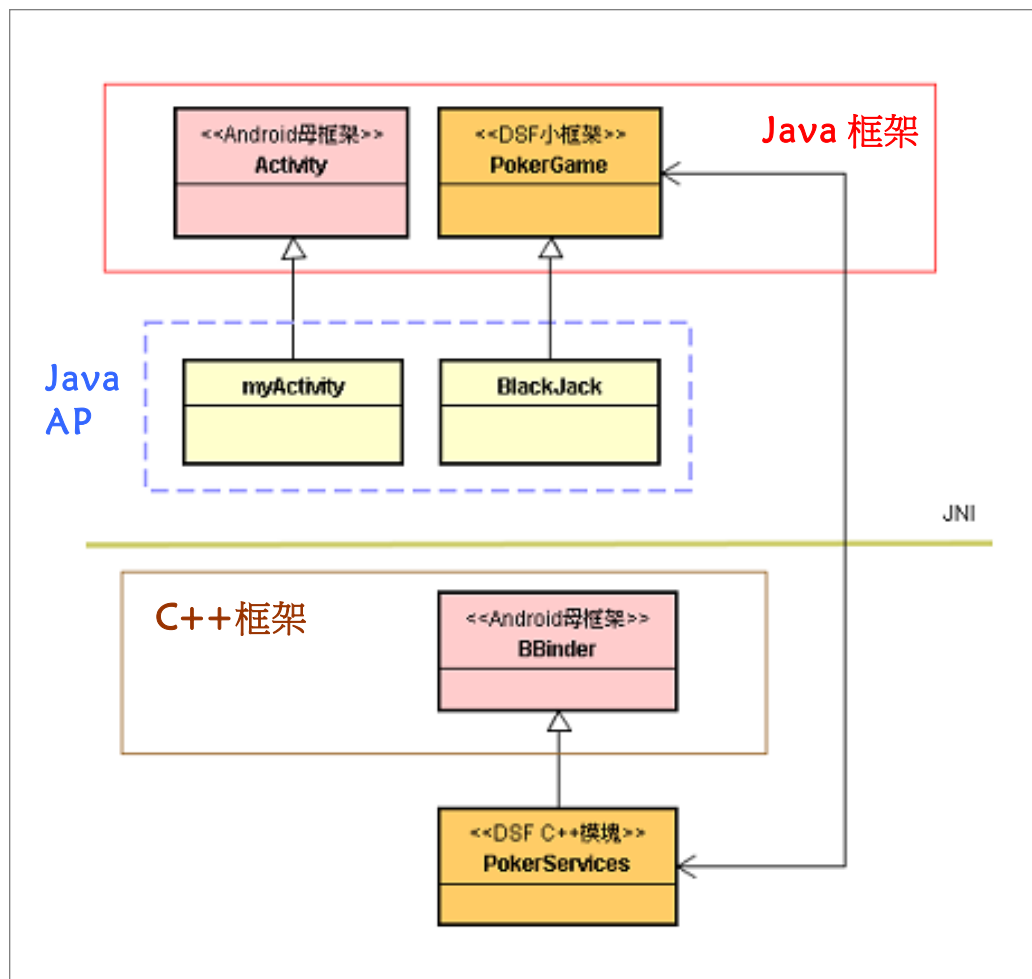 <<Android母框架>>
Activity
<<DSF小框架>>
PokerGame
Java 框架
Java
AP
myActivity
BlackJack
JNI
C++框架
<<Android母框架>>
BBinder
<<DSF C++模塊>>
PokerServices